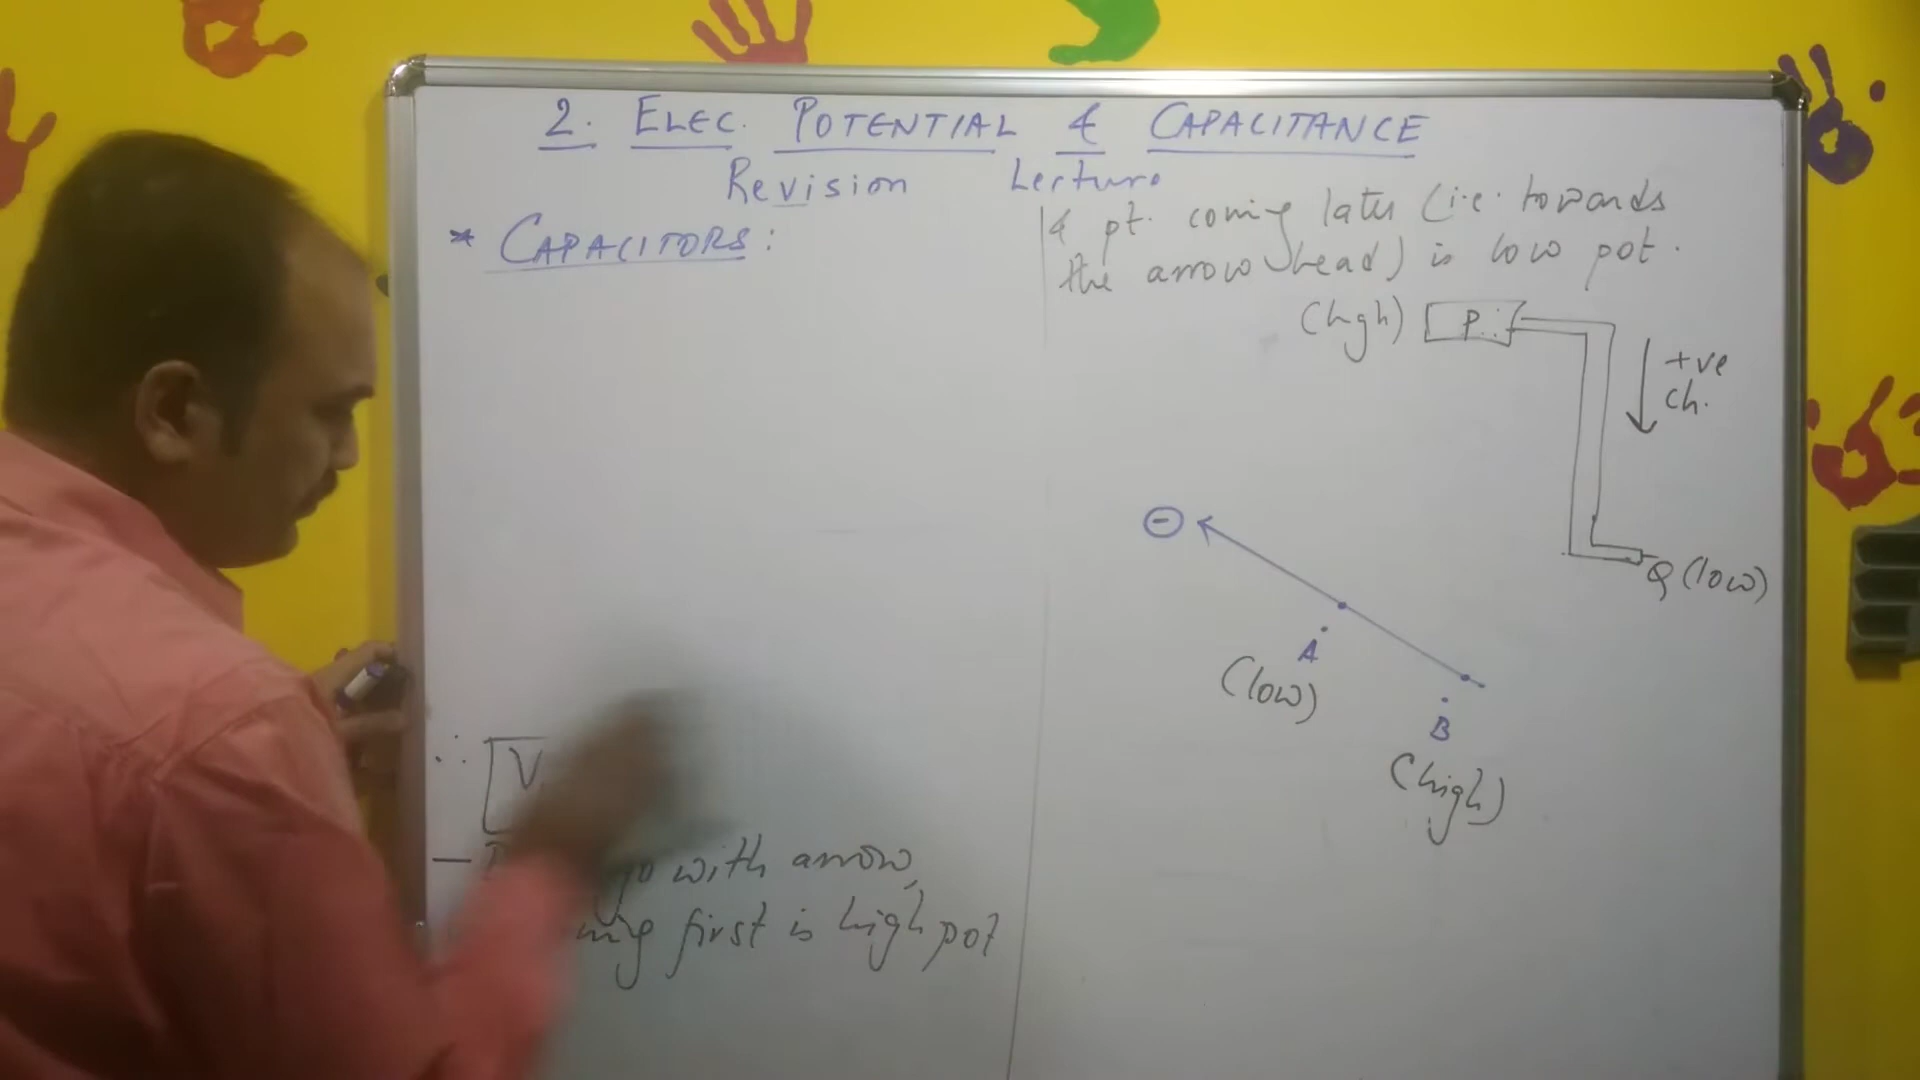 2. ELEC. POTENTIAL & CAPACITANCE
Revision Lecture
* CAPACITORS:
∴ V
— go with arrow,
first is high pot
& pt. coming later (i.e. towards
the arrow head) is low pot.
(high) P
+ve
ch.
Q (low)
⊖
A
(low)
B
(high)